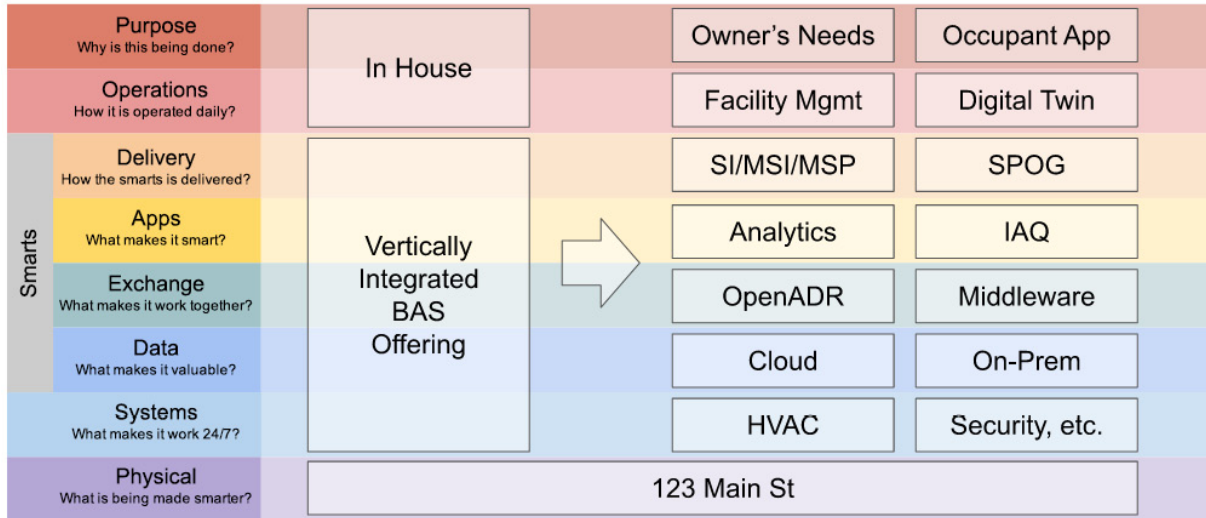 Purpose
Why is this being done?
In House
Owner's Needs
Occupant App
Operations
How it is operated daily?
Facility Mgmt
Digital Twin
Smarts
Delivery
How the smarts is delivered?
Vertically
Integrated
BAS
Offering
SI/MSI/MSP
SPOG
Apps
What makes it smart?
Analytics
IAQ
Exchange
What makes it work together?
OpenADR
Middleware
Data
What makes it valuable?
Cloud
On-Prem
Systems
What makes it work 24/7?
HVAC
Security, etc.
Physical
What is being made smarter?
123 Main St